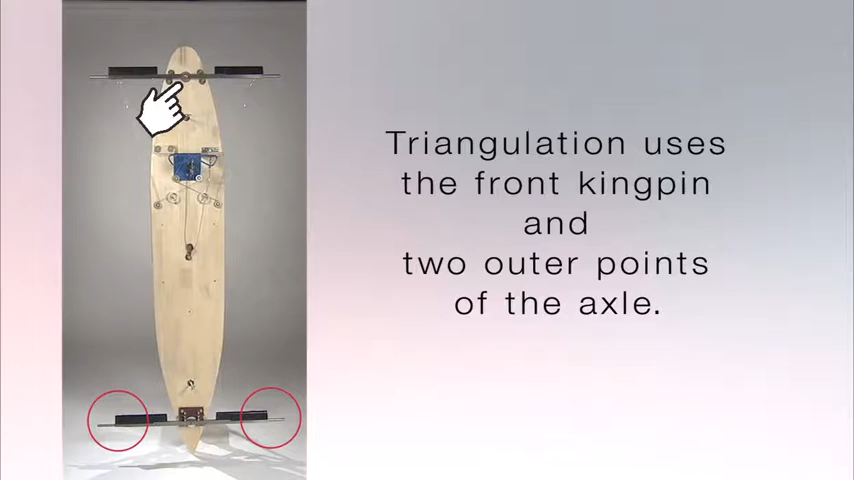 Triangulation uses
the front kingpin
and
two outer points
of the axle.